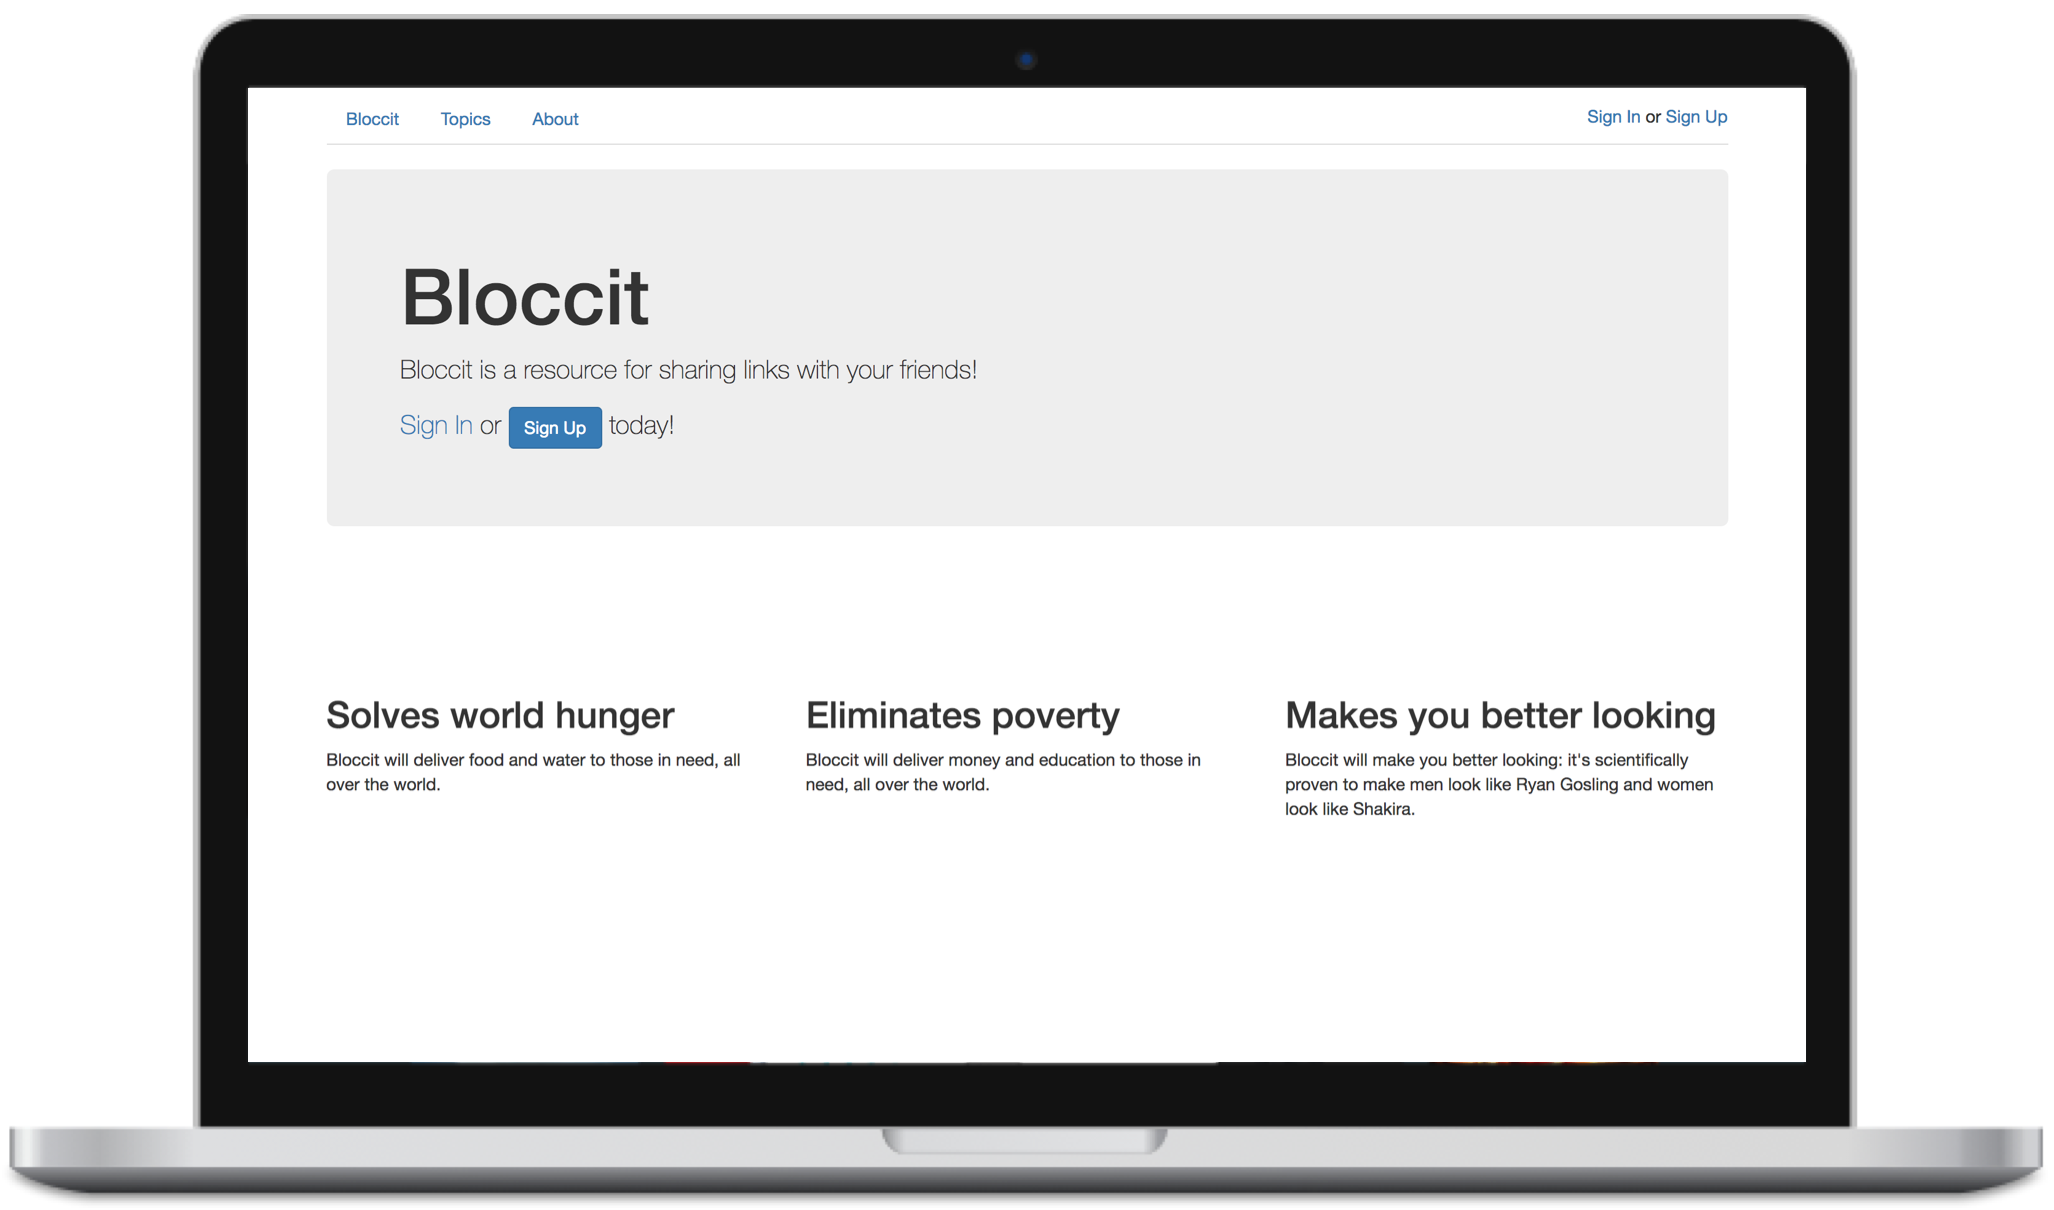 Bloccit Topics About Sign In or Sign Up
Bloccit
Bloccit is a resource for sharing links with your friends!
Sign In or Sign Up today!
Solves world hunger
Bloccit will deliver food and water to those in need, all
over the world.
Eliminates poverty
Bloccit will deliver money and education to those in
need, all over the world.
Makes you better looking
Bloccit will make you better looking: it's scientifically
proven to make men look like Ryan Gosling and women
look like Shakira.